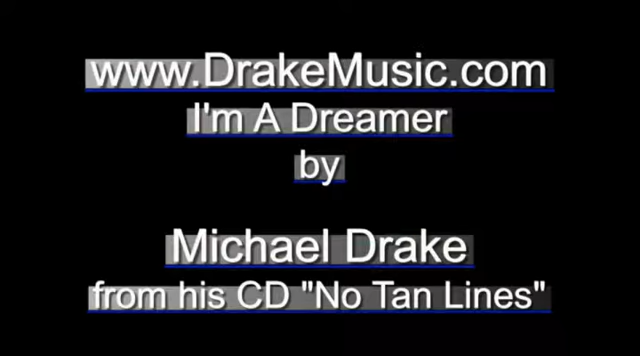 www.DrakeMusic.com
I'm A Dreamer
by
Michael Drake
from his CD "No Tan Lines"